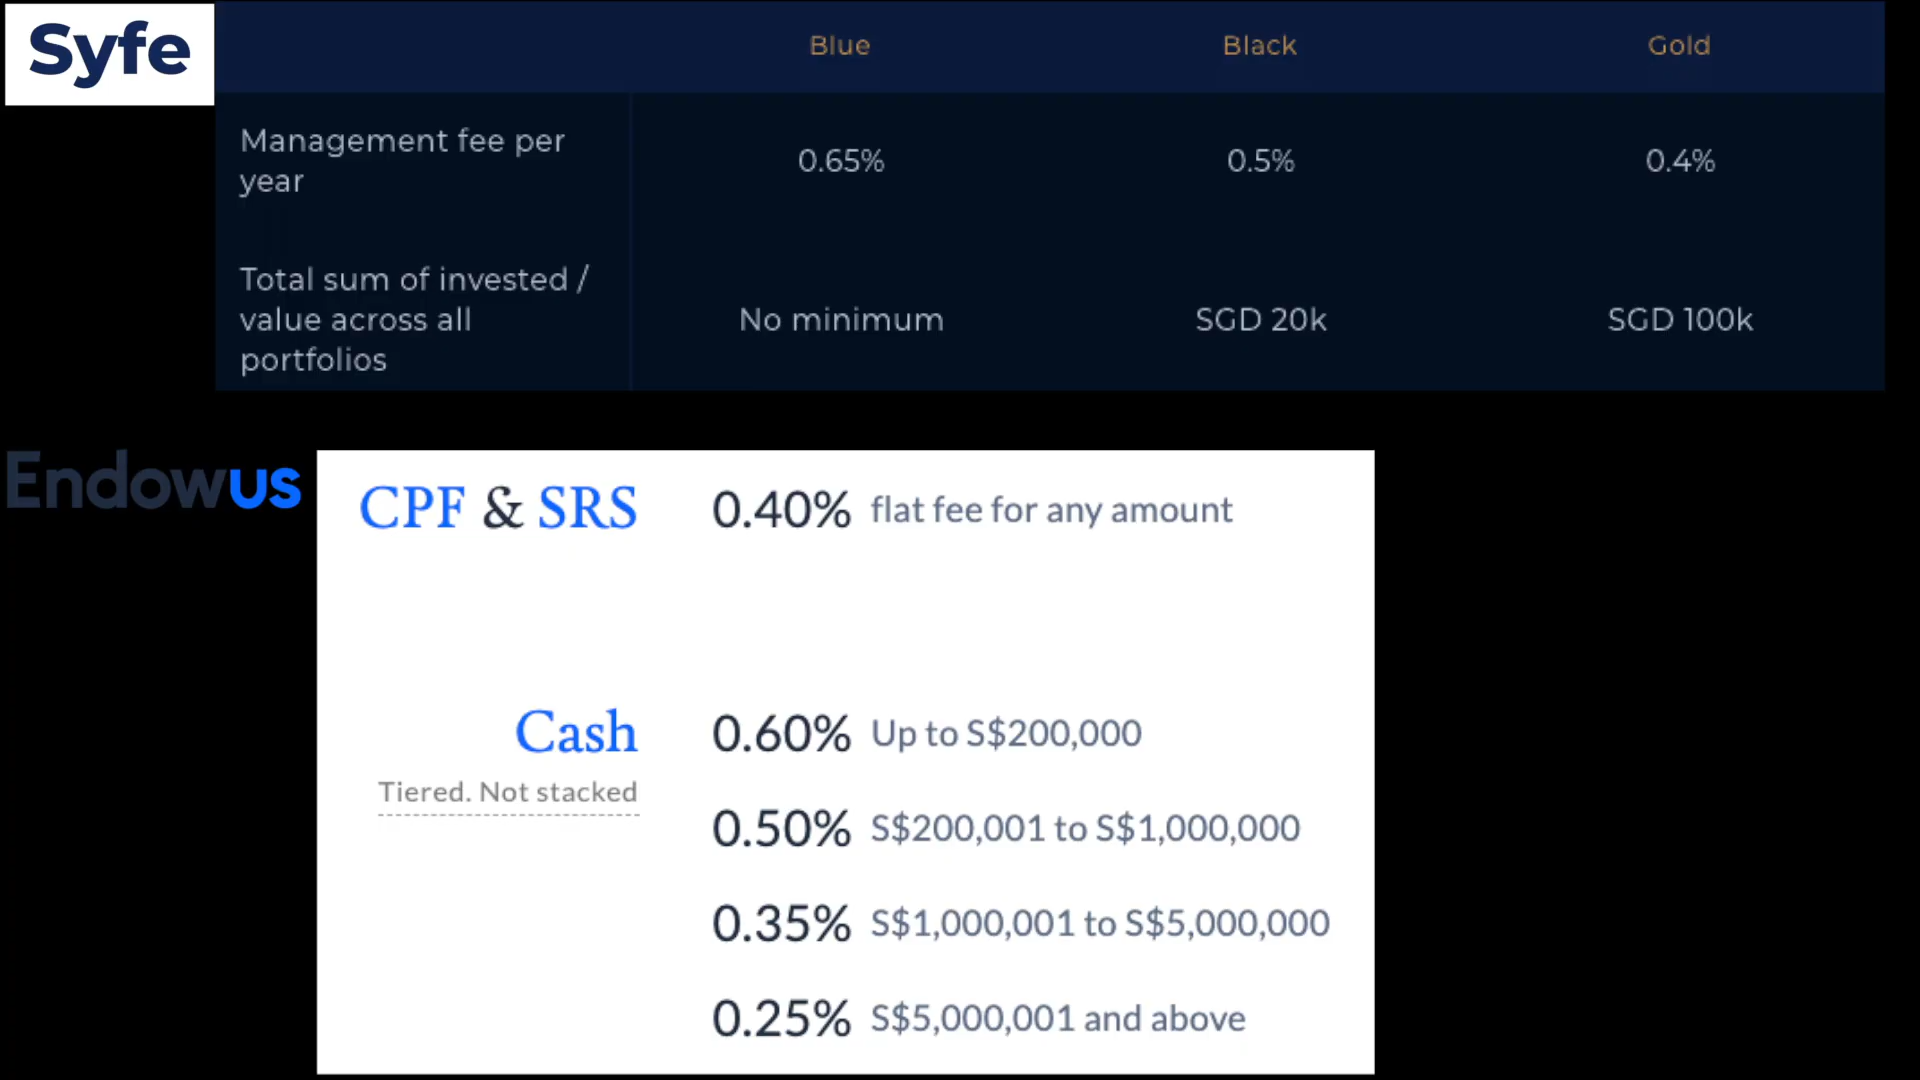 Syfe
Blue Black Gold
Management fee per
year
0.65% 0.5% 0.4%
Total sum of invested /
value across all
portfolios
No minimum SGD 20k SGD 100k
Endowus
CPF & SRS 0.40% flat fee for any amount
Cash 0.60% Up to S$200,000
Tiered. Not stacked
0.50% S$200,001 to S$1,000,000
0.35% S$1,000,001 to S$5,000,000
0.25% S$5,000,001 and above